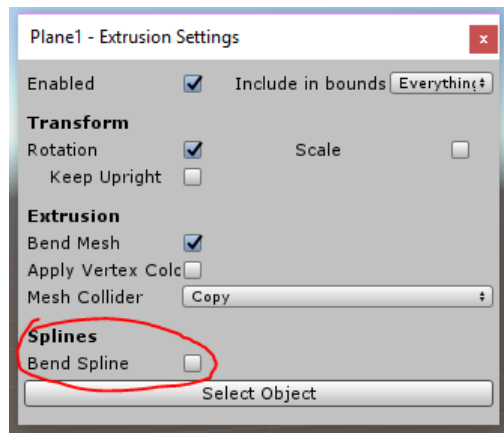 Plane1 - Extrusion Settings x
Enabled Include in bounds Everything
Transform
Rotation Scale
Keep Upright
Extrusion
Bend Mesh
Apply Vertex Colc
Mesh Collider Copy
Splines
Bend Spline
Select Object